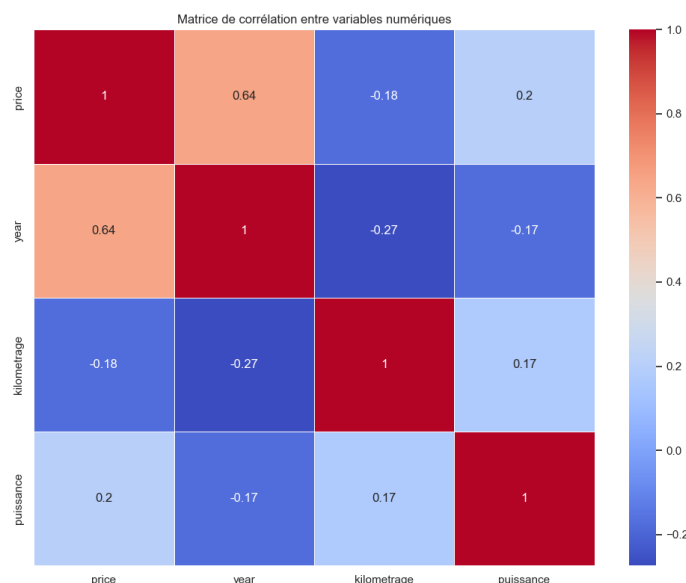 Matrice de corrélation entre variables numériques
price 1 0.64 -0.18 0.2
year 0.64 1 -0.27 -0.17
kilometrage -0.18 -0.27 1 0.17
puissance 0.2 -0.17 0.17 1
price year kilometrage puissance
1.0
0.8
0.6
0.4
0.2
0.0
−0.2